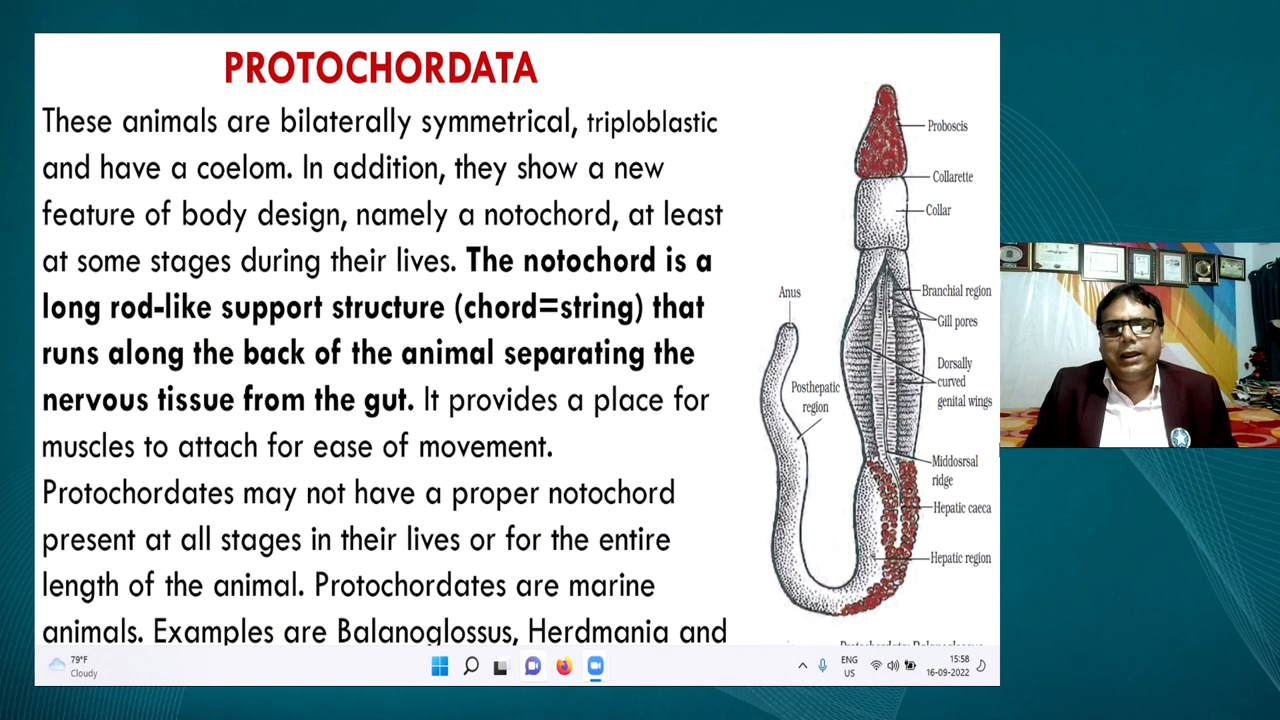 PROTOCHORDATA
These animals are bilaterally symmetrical, triploblastic
and have a coelom. In addition, they show a new
feature of body design, namely a notochord, at least
at some stages during their lives. The notochord is a
long rod-like support structure (chord=string) that
runs along the back of the animal separating the
nervous tissue from the gut. It provides a place for
muscles to attach for ease of movement.
Protochordates may not have a proper notochord
present at all stages in their lives or for the entire
length of the animal. Protochordates are marine
animals. Examples are Balanoglossus, Herdmania and
Proboscis
Collarette
Collar
Branchial region
Gill pores
Anus
Dorsally
curved
genital wings
Posthepatic
region
Middosrsal
ridge
Hepatic caeca
Hepatic region
79°F
Cloudy
ENG
US
15:58
16-09-2022